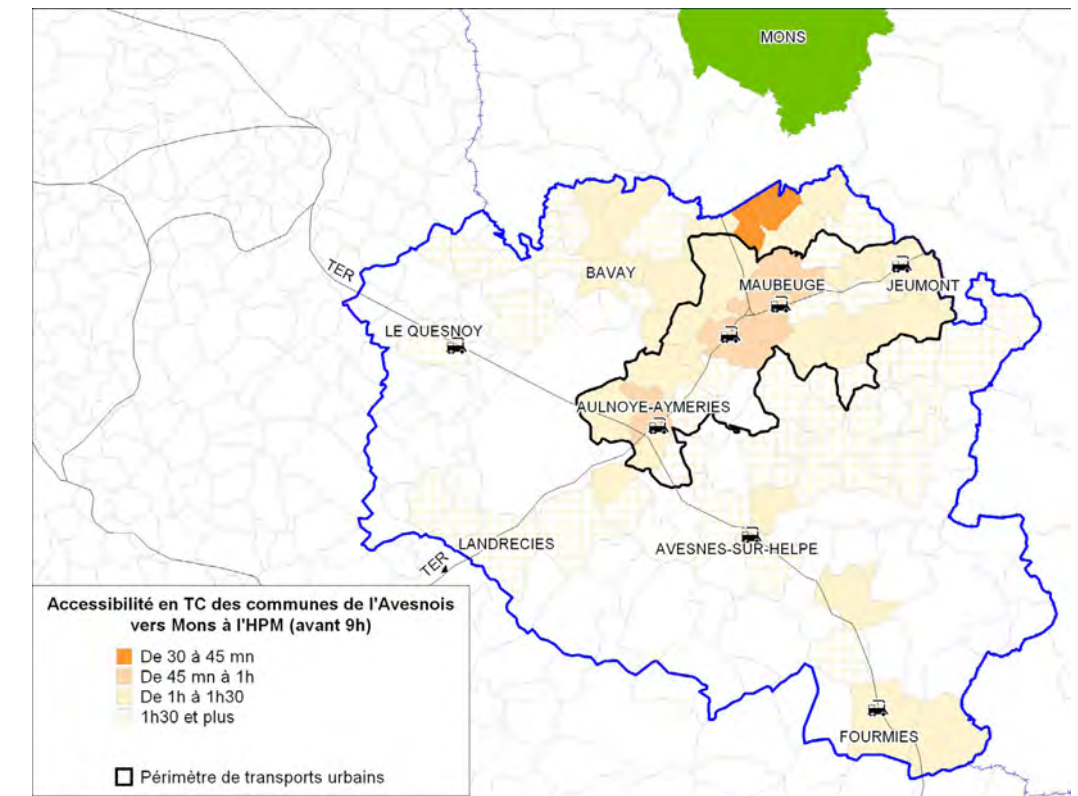 MONS
TER
BAVAY
MAUBEUGE
JEUMONT
LE QUESNOY
AULNOYE-AYMERIES
LANDRECIES
AVESNES-SUR-HELPE
TER
FOURMIES
Accessibilité en TC des communes de l'Avesnois
vers Mons à l'HPM (avant 9h)
De 30 à 45 mn
De 45 mn à 1h
De 1h à 1h30
1h30 et plus
Périmètre de transports urbains